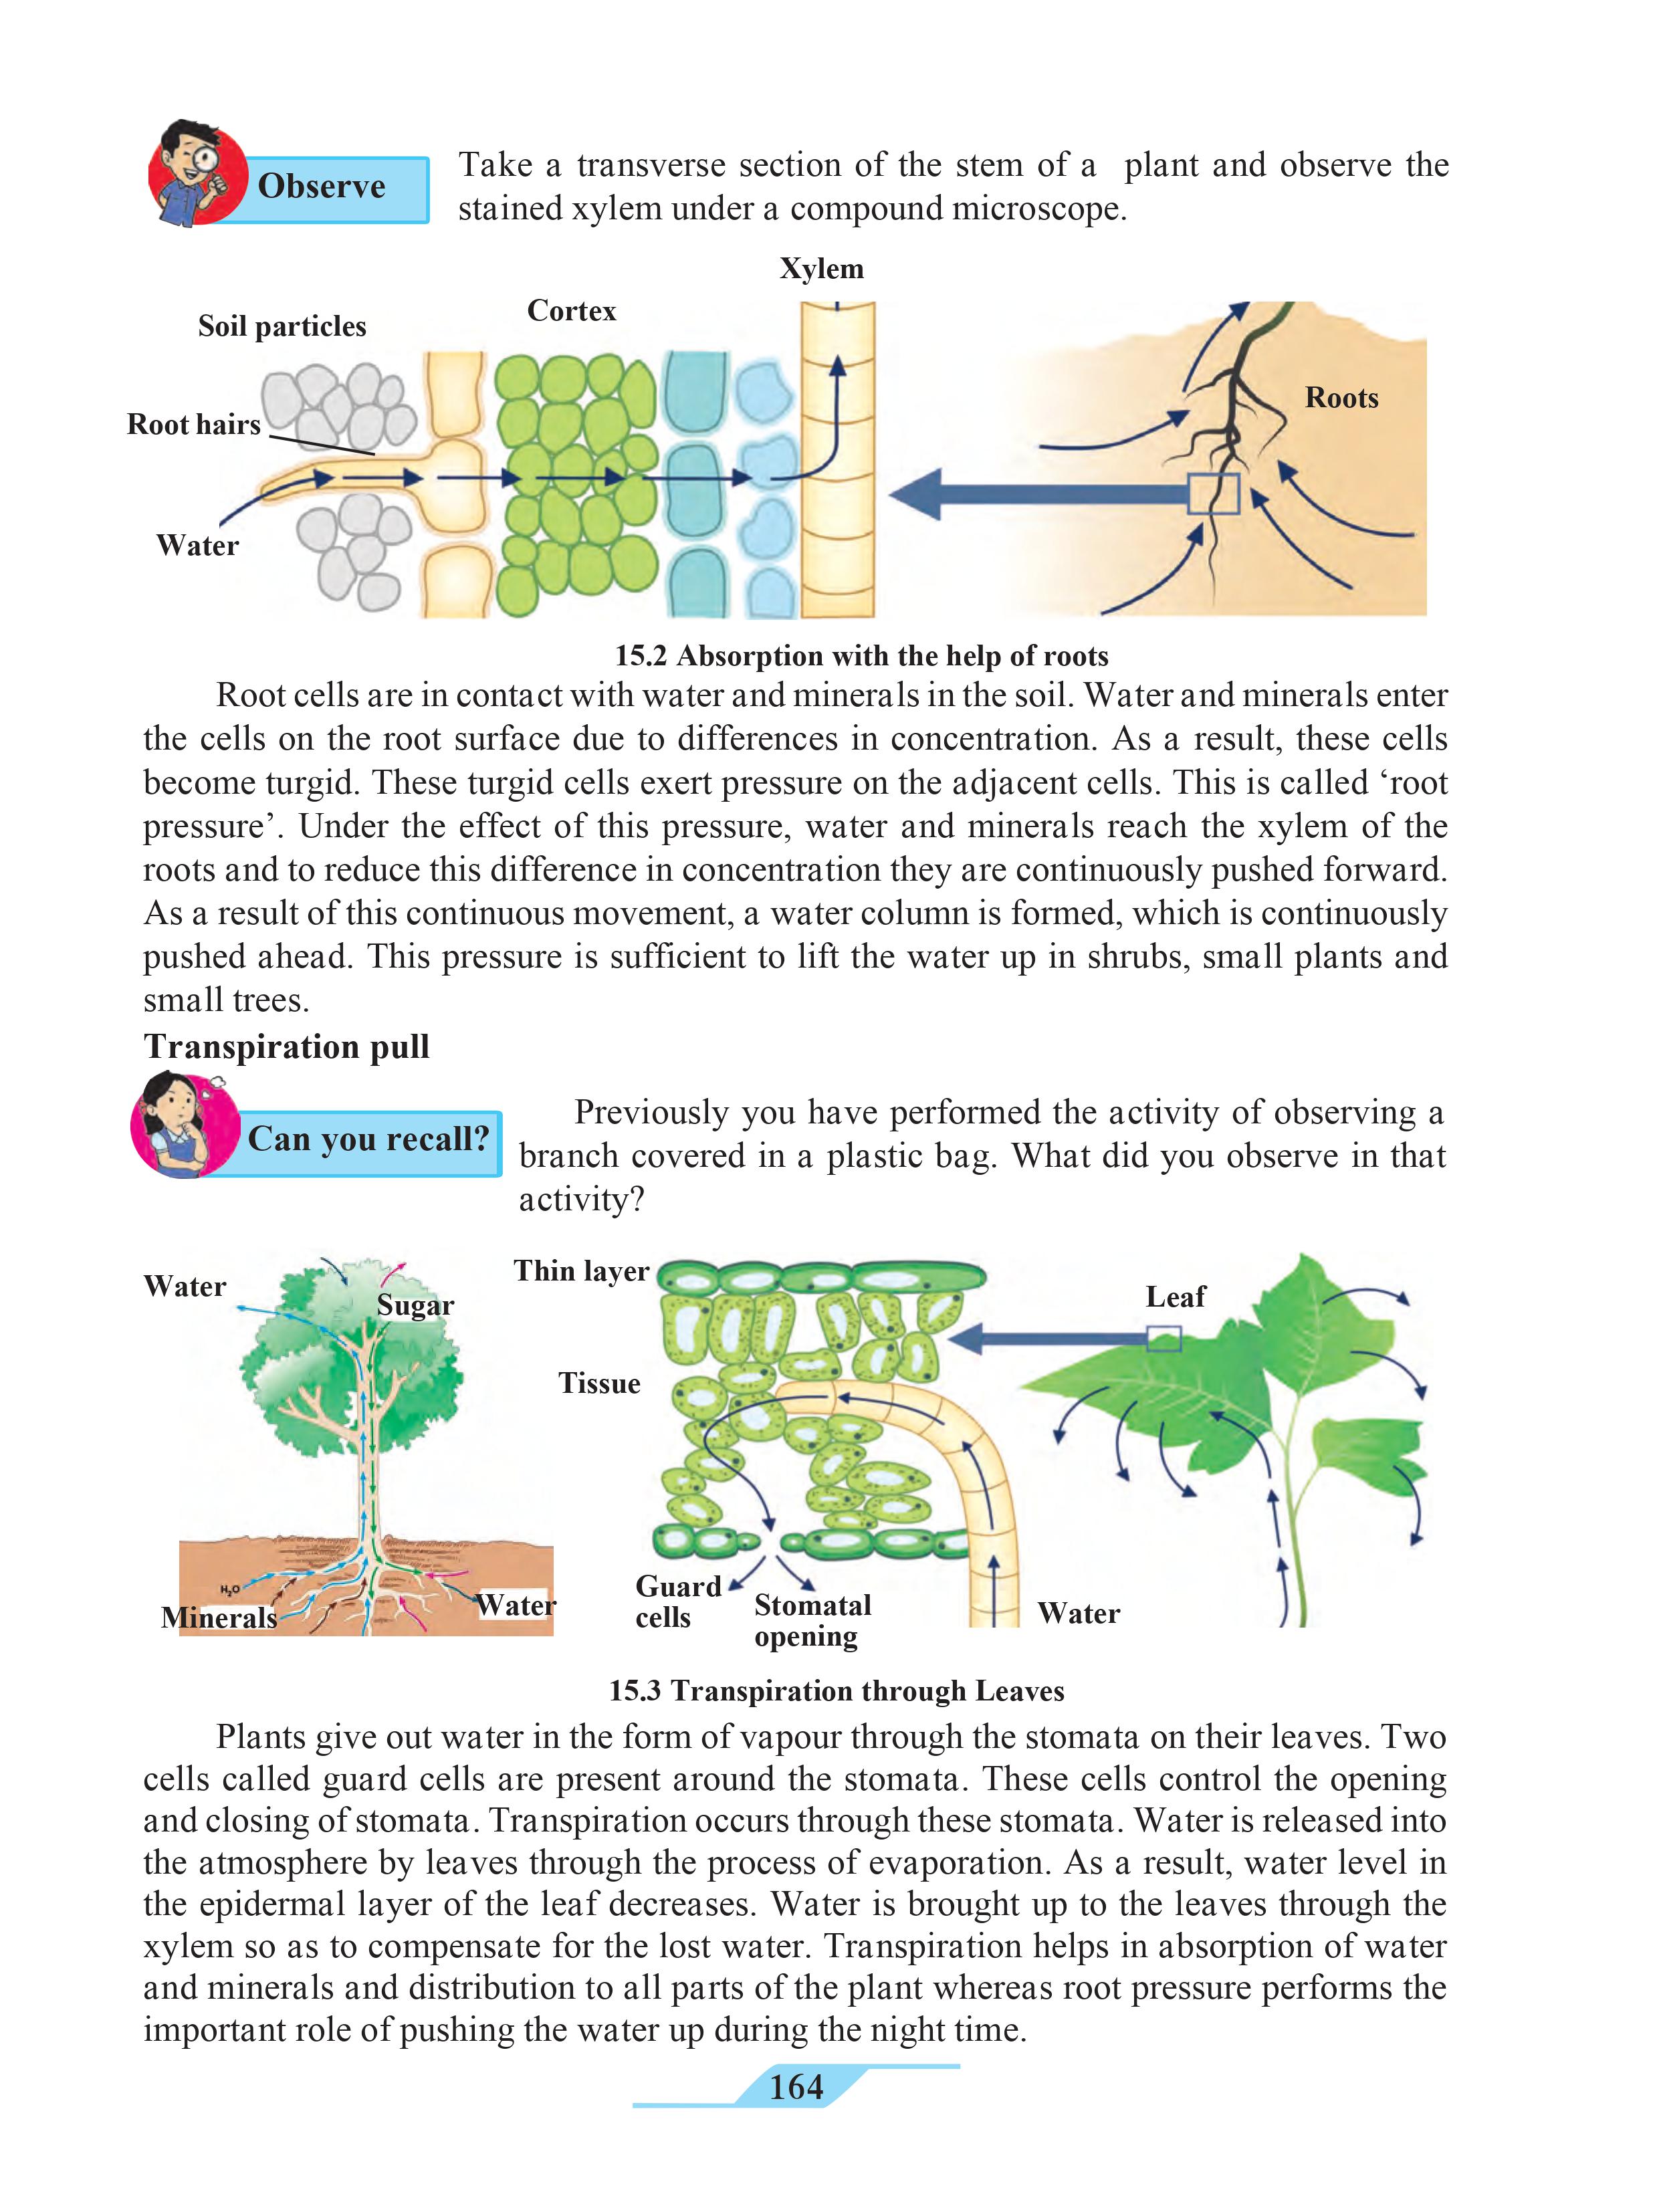 Observe
Take a transverse section of the stem of a plant and observe the
stained xylem under a compound microscope.
Xylem
Cortex
Soil particles
Roots
Root hairs
Water
15.2 Absorption with the help of roots
Root cells are in contact with water and minerals in the soil. Water and minerals enter
the cells on the root surface due to differences in concentration. As a result, these cells
become turgid. These turgid cells exert pressure on the adjacent cells. This is called ‘root
pressure’. Under the effect of this pressure, water and minerals reach the xylem of the
roots and to reduce this difference in concentration they are continuously pushed forward.
As a result of this continuous movement, a water column is formed, which is continuously
pushed ahead. This pressure is sufficient to lift the water up in shrubs, small plants and
small trees.
Transpiration pull
Can you recall?
Previously you have performed the activity of observing a
branch covered in a plastic bag. What did you observe in that
activity?
Water
Sugar
Thin layer
Leaf
Tissue
H₂O
Minerals
Water
Guard
cells
Stomatal
opening
Water
15.3 Transpiration through Leaves
Plants give out water in the form of vapour through the stomata on their leaves. Two
cells called guard cells are present around the stomata. These cells control the opening
and closing of stomata. Transpiration occurs through these stomata. Water is released into
the atmosphere by leaves through the process of evaporation. As a result, water level in
the epidermal layer of the leaf decreases. Water is brought up to the leaves through the
xylem so as to compensate for the lost water. Transpiration helps in absorption of water
and minerals and distribution to all parts of the plant whereas root pressure performs the
important role of pushing the water up during the night time.
164